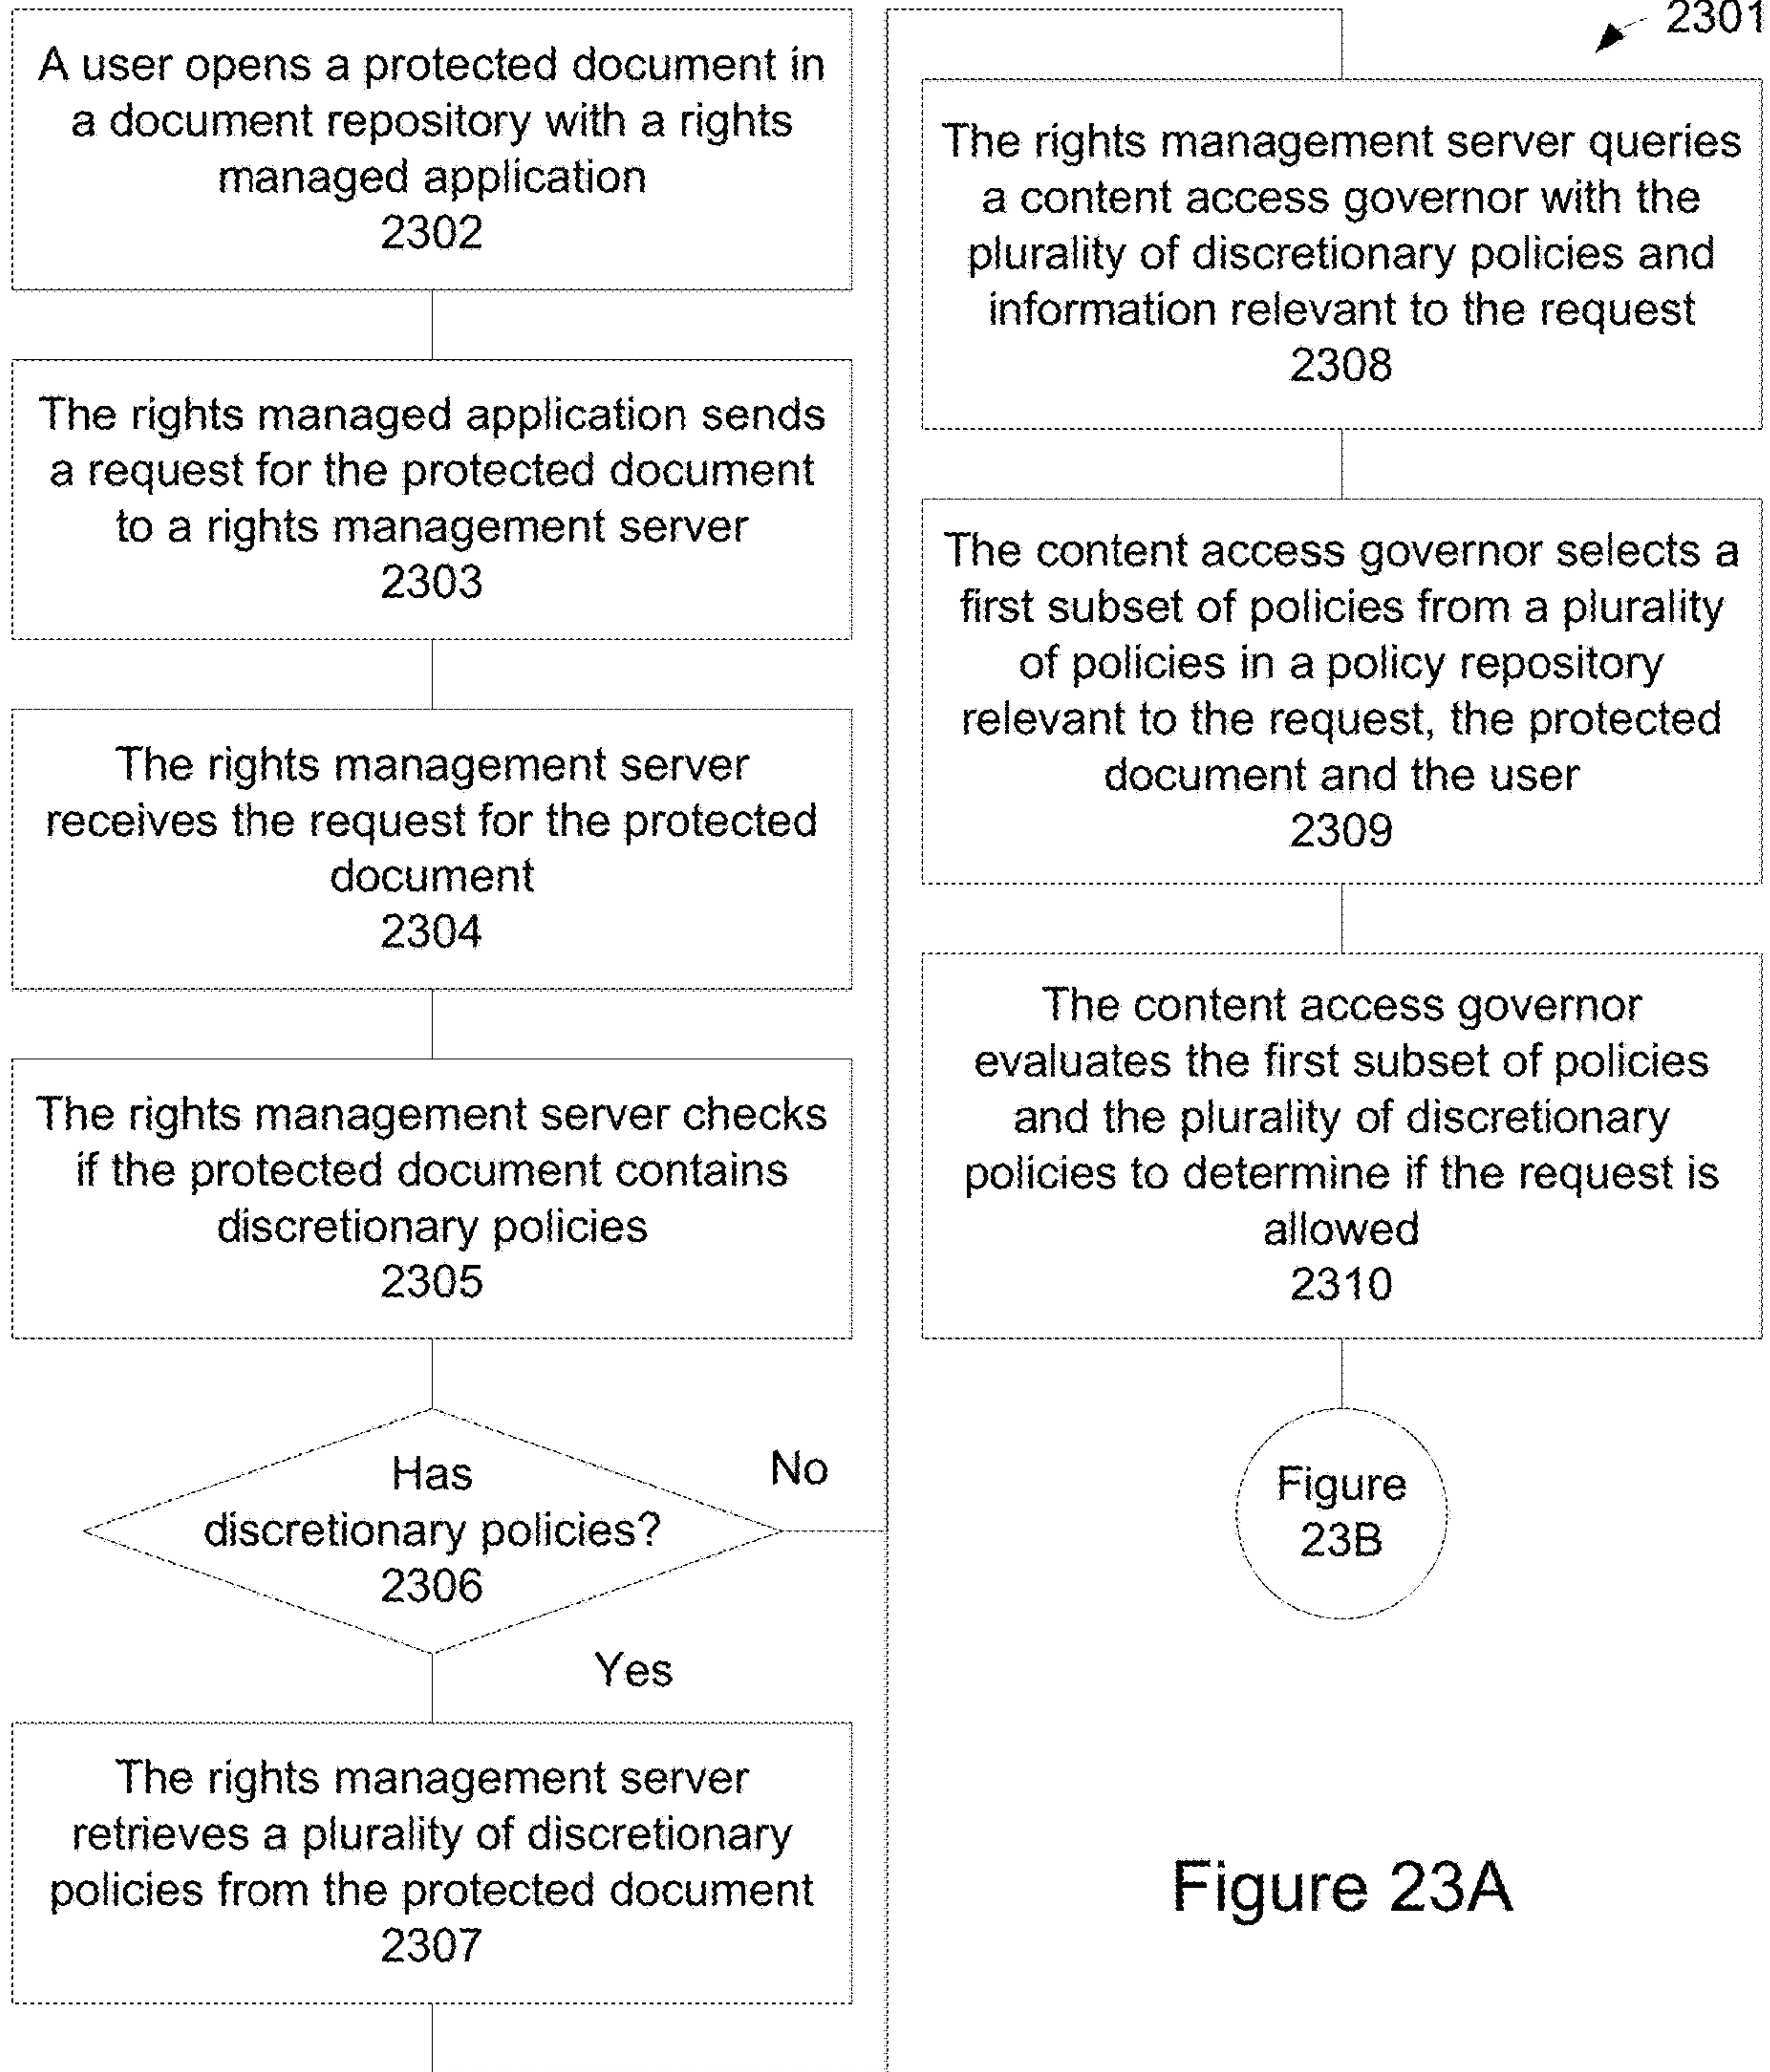 A user opens a protected document in
a document repository with a rights
managed application
2302
The rights managed application sends
a request for the protected document
to a rights management server
2303
The rights management server
receives the request for the protected
document
2304
The rights management server checks
if the protected document contains
discretionary policies
2305
Has
discretionary policies?
2306
No
Yes
The rights management server
retrieves a plurality of discretionary
policies from the protected document
2307
2301
The rights management server queries
a content access governor with the
plurality of discretionary policies and
information relevant to the request
2308
The content access governor selects a
first subset of policies from a plurality
of policies in a policy repository
relevant to the request, the protected
document and the user
2309
The content access governor
evaluates the first subset of policies
and the plurality of discretionary
policies to determine if the request is
allowed
2310
Figure
23B
Figure 23A